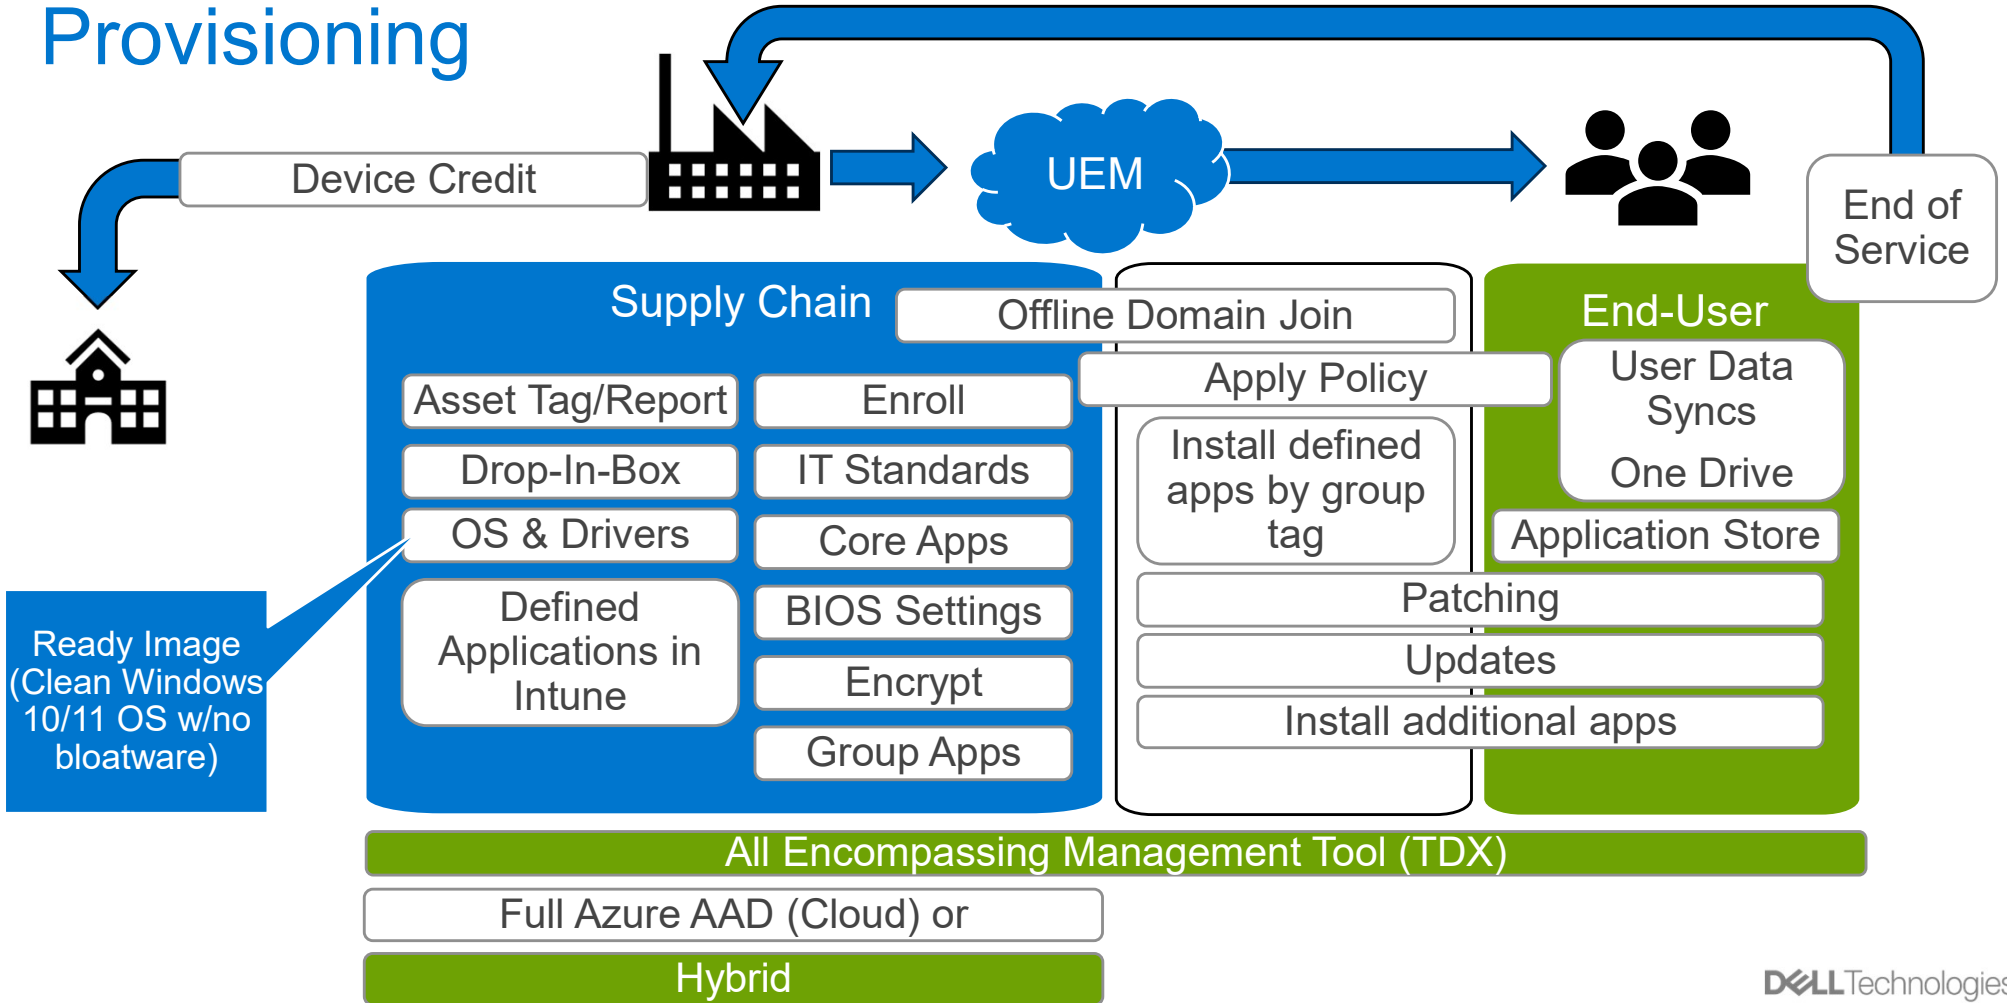 Provisioning
Device Credit
UEM
End of
Service
Supply Chain
Offline Domain Join
End-User
Apply Policy
Asset Tag/Report
Drop-In-Box
OS & Drivers
Defined
Applications in
Intune
Enroll
IT Standards
Core Apps
BIOS Settings
Encrypt
Group Apps
Install defined
apps by group
tag
User Data
Syncs
One Drive
Application Store
Patching
Updates
Install additional apps
Ready Image
(Clean Windows
10/11 OS w/no
bloatware)
All Encompassing Management Tool (TDX)
Full Azure AAD (Cloud) or
Hybrid
DELLTechnologies